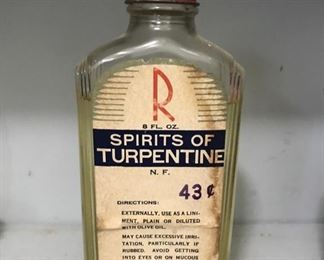 R
8 FL. OZ.
SPIRITS OF
TURPENTINE
N. F.
43¢
DIRECTIONS:
EXTERNALLY, USE AS A LINI-
MENT, PLAIN OR DILUTED
WITH OLIVE OIL.
MAY CAUSE EXCESSIVE IRRI-
TATION, PARTICULARLY IF
RUBBED. AVOID GETTING
INTO EYES OR ON MUCOUS